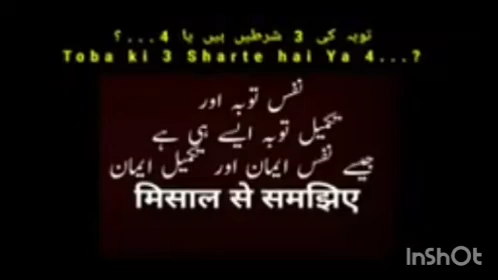 توبہ کی 3 شرطیں ہیں یا 4...؟
Toba ki 3 Sharte hai Ya 4...?
نفس توبہ اور
تکمیل توبہ ایسے ہی ہے
جیسے نفس ایمان اور تکمیل ایمان
मिसाल से समझिए
InShOt